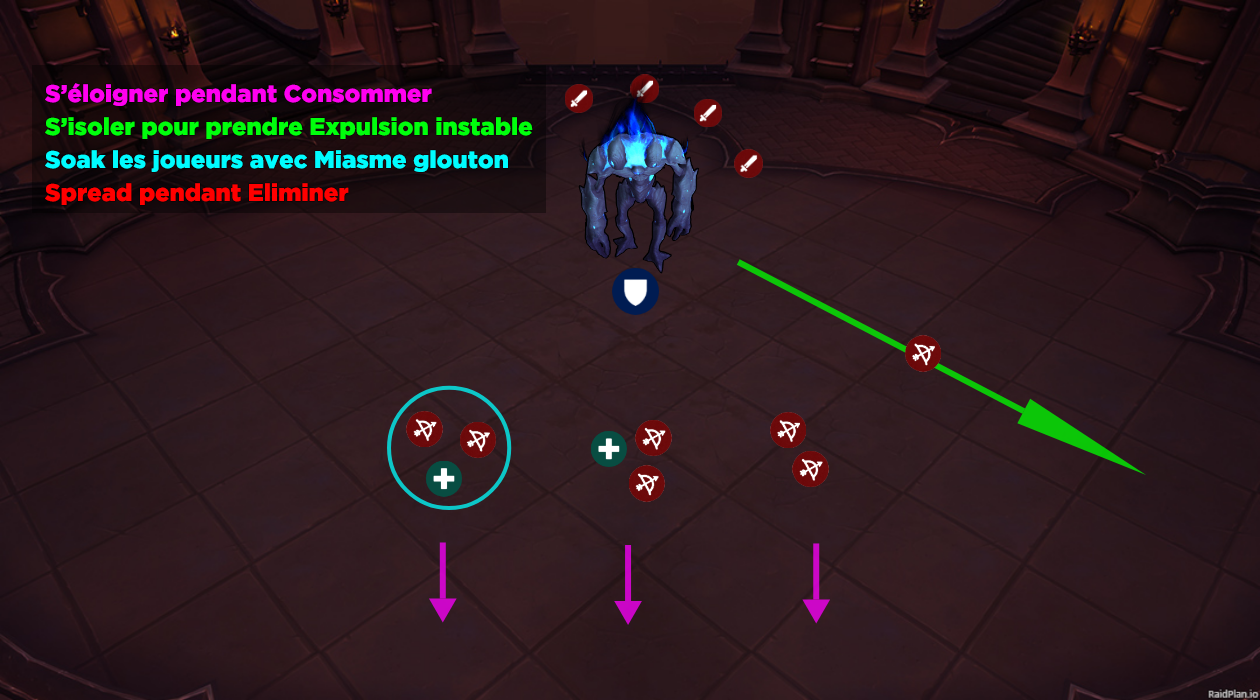 S'éloigner pendant Consommer
S'isoler pour prendre Expulsion instable
Soak les joueurs avec Miasme glouton
Spread pendant Eliminer
RaidPlan.io